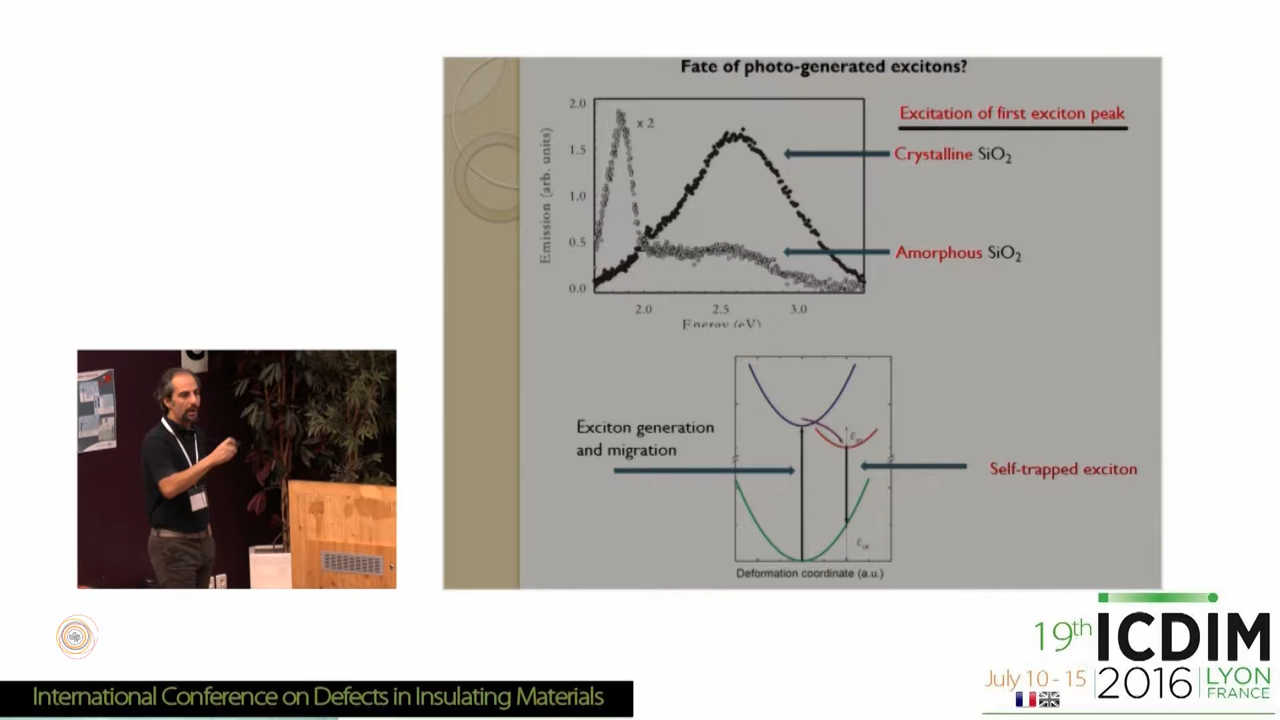 Fate of photo-generated excitons?
Emission (arb. units)
2.0
1.5
1.0
0.5
0.0
x 2
2.0 2.5 3.0
Energy (eV)
Excitation of first exciton peak
Crystalline SiO₂
Amorphous SiO₂
Exciton generation
and migration
Self-trapped exciton
Deformation coordinate (a.u.)
19th ICDIM
July 10 - 15 2016 LYON
FRANCE
International Conference on Defects in Insulating Materials